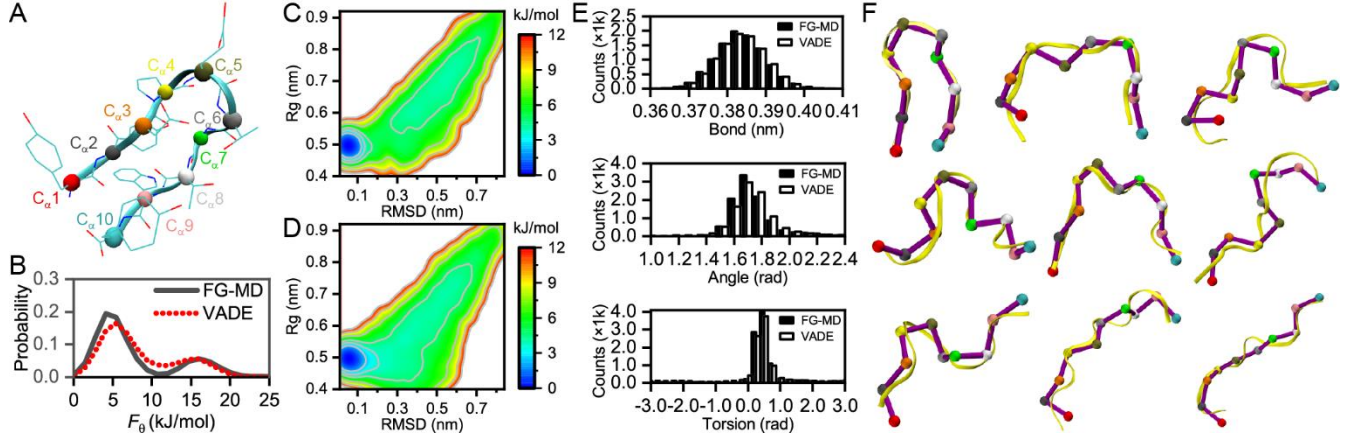 A
Cα1
Cα2
Cα3
Cα4
Cα5
Cα6
Cα7
Cα8
Cα9
Cα10
B
Probability
0.3
0.2
0.1
0.0
FG-MD
VADE
0 5 10 15 20 25
Fθ (kJ/mol)
C
kJ/mol
Rg (nm)
0.9
0.8
0.7
0.6
0.5
0.4
0.1 0.3 0.5 0.7
RMSD (nm)
12
9
6
3
0
D
kJ/mol
Rg (nm)
0.9
0.8
0.7
0.6
0.5
0.4
0.1 0.3 0.5 0.7
RMSD (nm)
12
9
6
3
0
E
Counts (×1k)
2.5
2.0
1.5
1.0
0.5
0.0
FG-MD
VADE
0.36 0.37 0.38 0.39 0.40 0.41
Bond (nm)
Counts (×1k)
4.0
3.0
2.0
1.0
0.0
FG-MD
VADE
1.0 1.2 1.4 1.6 1.8 2.0 2.2 2.4
Angle (rad)
Counts (×1k)
4.0
3.0
2.0
1.0
0.0
FG-MD
VADE
-3.0 -2.0 -1.0 0.0 1.0 2.0 3.0
Torsion (rad)
F